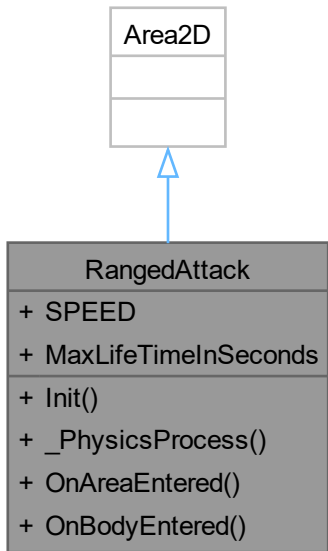 Area2D
RangedAttack
+ SPEED
+ MaxLifeTimeInSeconds
+ Init()
+ _PhysicsProcess()
+ OnAreaEntered()
+ OnBodyEntered()